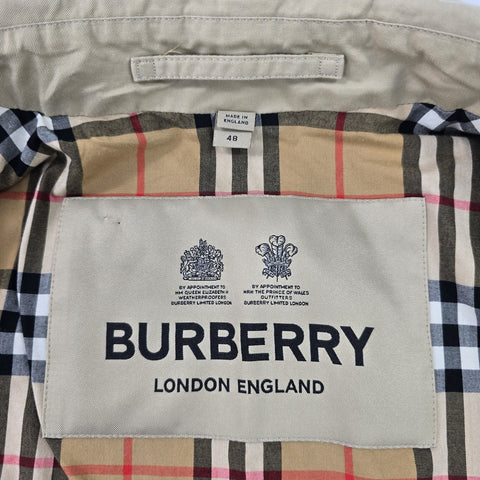 MADE IN
ENGLAND
48
BY APPOINTMENT TO
HM QUEEN ELIZABETH II
WEATHERPROOFERS
BURBERRY LIMITED LONDON
BY APPOINTMENT TO
HRH THE PRINCE OF WALES
OUTFITTERS
BURBERRY LIMITED LONDON
BURBERRY
LONDON ENGLAND